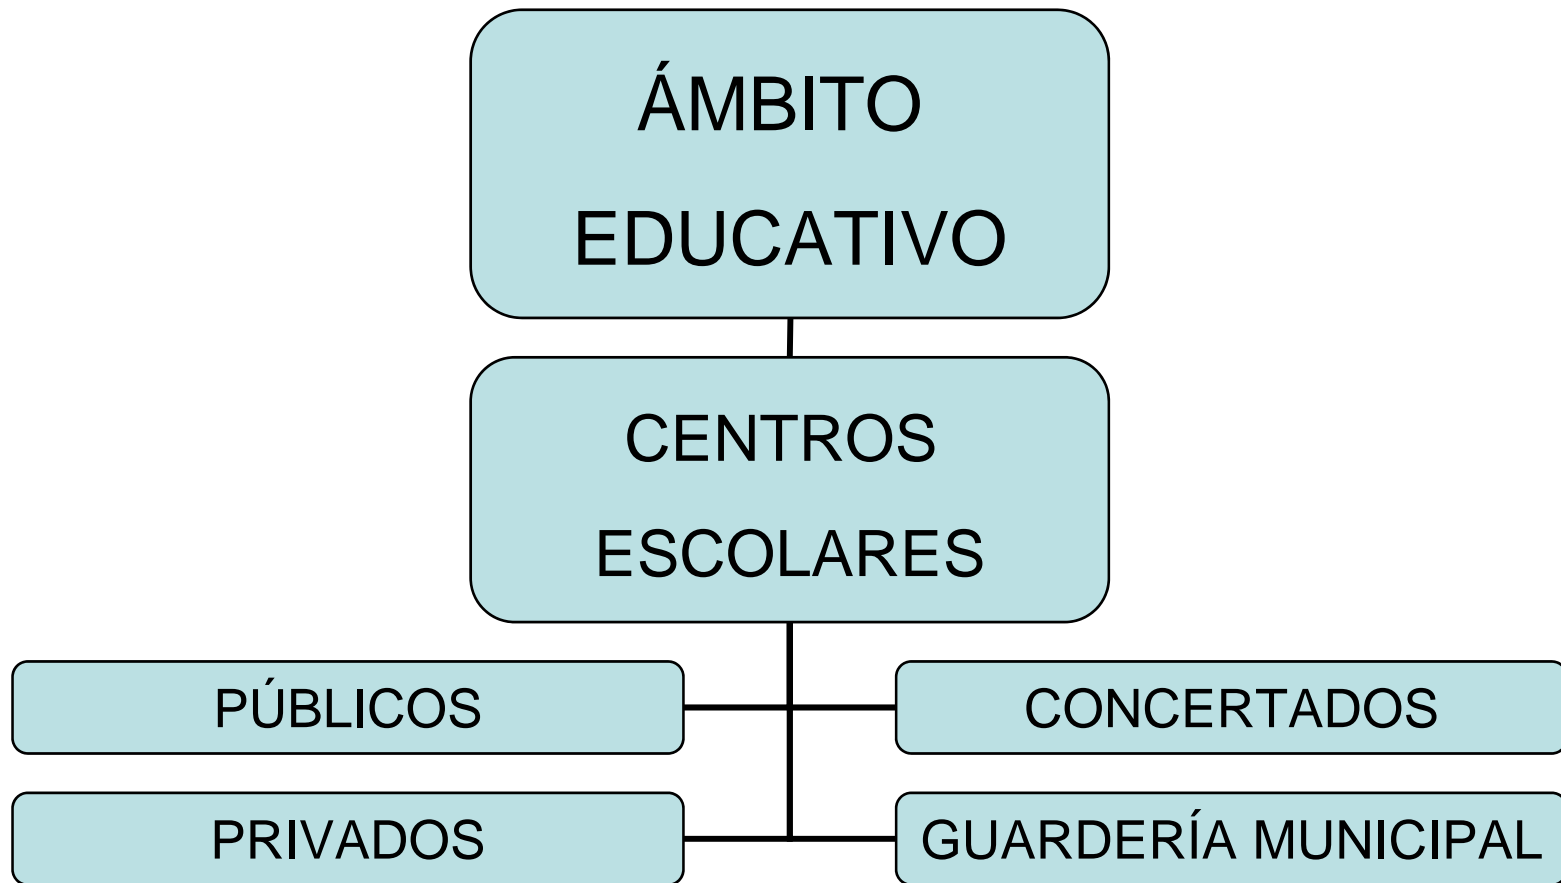 ÁMBITO
EDUCATIVO
CENTROS
ESCOLARES
PÚBLICOS
CONCERTADOS
PRIVADOS
GUARDERÍA MUNICIPAL